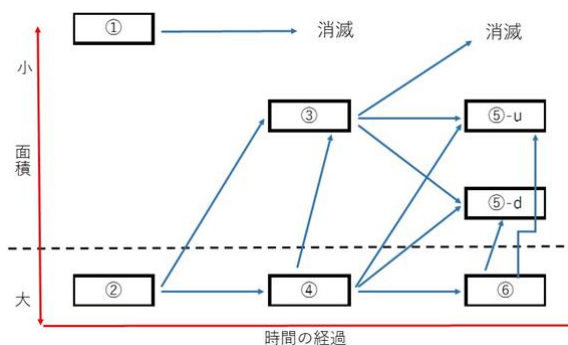 ① 消滅 消滅
小
③ ⑤-u
面積
⑤-d
大 ② ④ ⑥
時間の経過